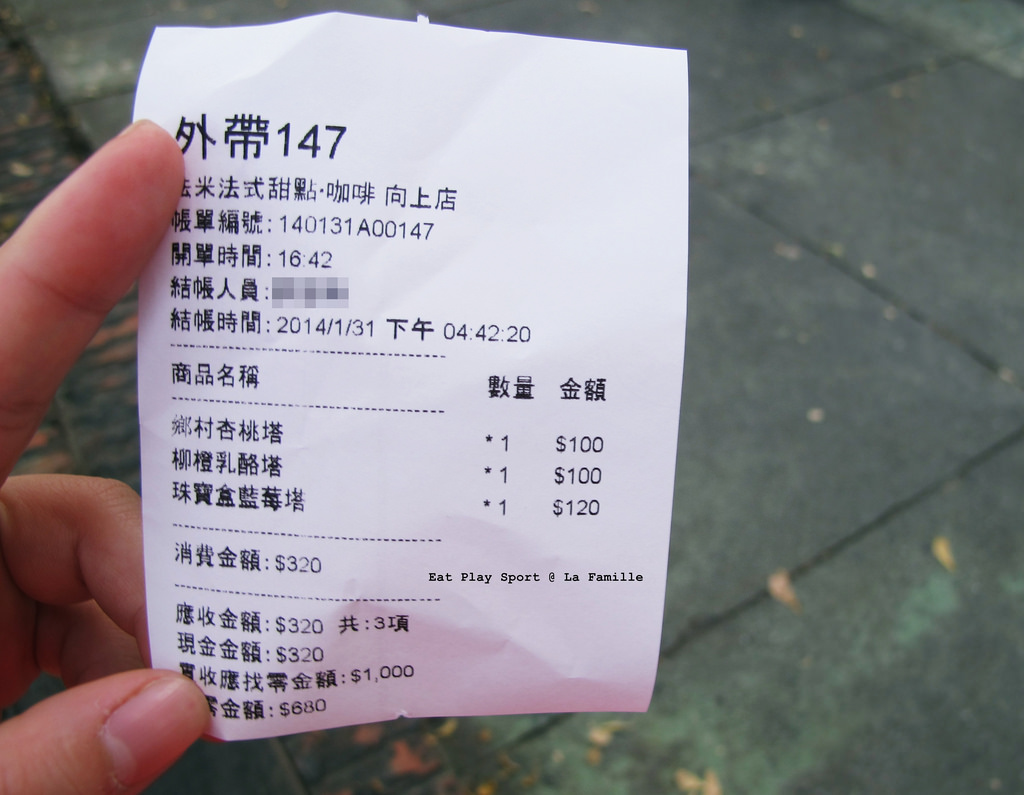 外帶147
法米法式甜點·咖啡 向上店
帳單編號: 140131A00147
開單時間: 16:42
結帳人員:
結帳時間: 2014/1/31 下午 04:42:20
商品名稱 數量 金額
鄉村杏桃塔 * 1 $100
柳橙乳酪塔 * 1 $100
珠寶盒藍莓塔 * 1 $120
消費金額: $320
Eat Play Sport @ La Famille
應收金額: $320 共: 3項
現金金額: $320
實收應找零金額: $1,000
零金額: $680